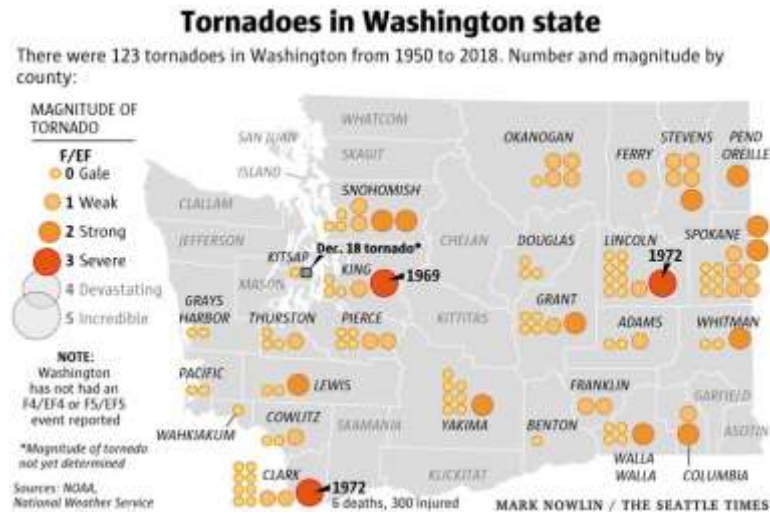 Tornadoes in Washington state
There were 123 tornadoes in Washington from 1950 to 2018. Number and magnitude by
county:
MAGNITUDE OF
TORNADO
F/EF
0 Gale
1 Weak
2 Strong
3 Severe
4 Devastating
5 Incredible
NOTE:
Washington
has not had an
F4/EF4 or F5/EF5
event reported
*Magnitude of tornado
not yet determined
Sources: NOAA,
National Weather Service
WHATCOM
SAN JUAN
SKAGIT
ISLAND
SNOHOMISH
CLALLAM
JEFFERSON
KITSAP
Dec. 18 tornado*
KING
1969
MASON
GRAYS
HARBOR
THURSTON
PIERCE
PACIFIC
LEWIS
WAHKIAKUM
COWLITZ
SKAMANIA
CLARK
1972
6 deaths, 300 injured
OKANOGAN
FERRY
STEVENS
PEND
OREILLE
CHELAN
DOUGLAS
LINCOLN
1972
SPOKANE
KITTITAS
GRANT
ADAMS
WHITMAN
YAKIMA
FRANKLIN
GARFIELD
BENTON
ASOTIN
WALLA
WALLA
COLUMBIA
KLICKITAT
MARK NOWLIN / THE SEATTLE TIMES